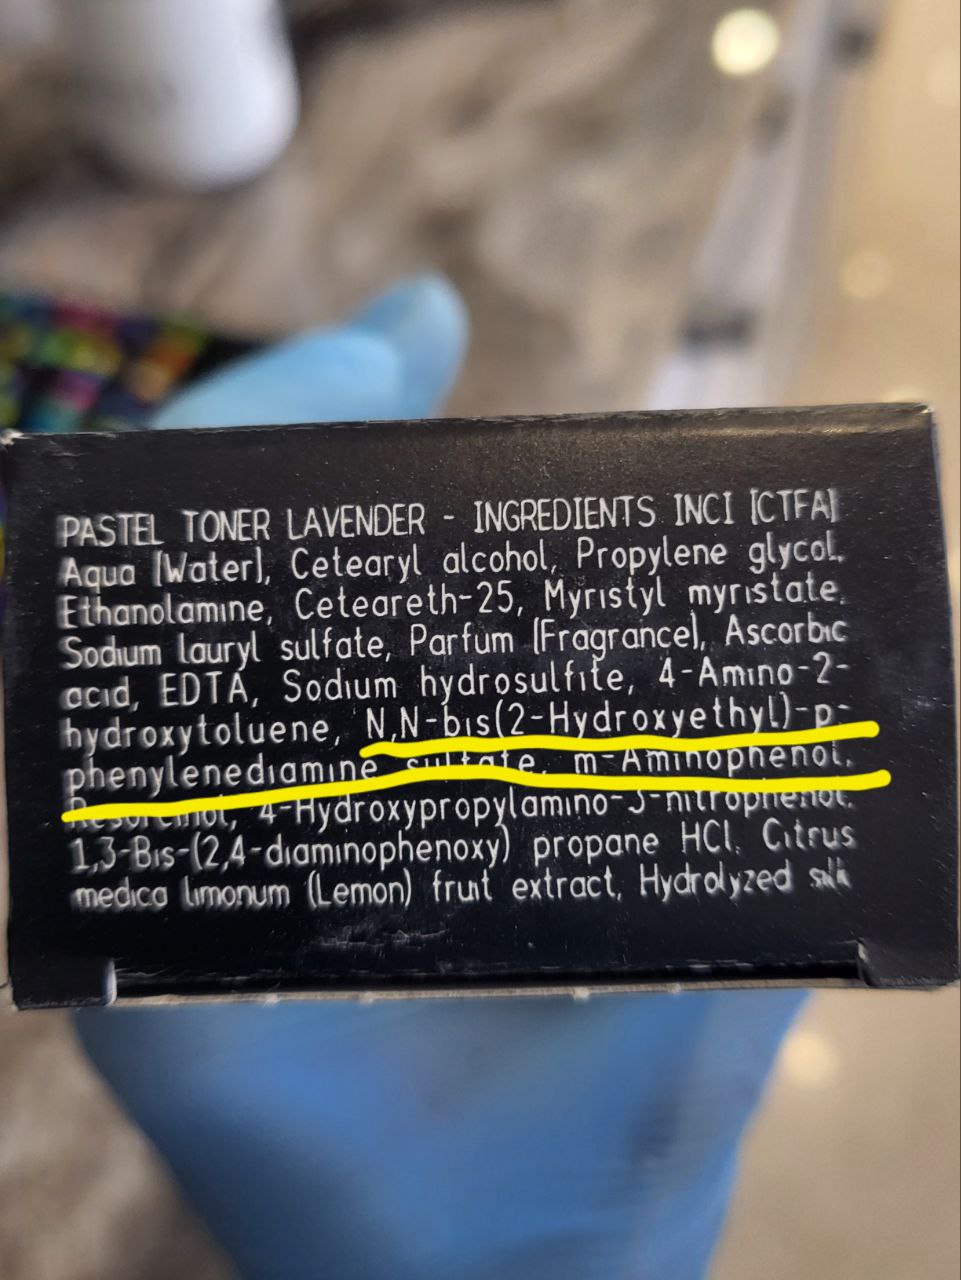 PASTEL TONER LAVENDER - INGREDIENTS INCI [CTFA]
Aqua (Water), Cetearyl alcohol, Propylene glycol,
Ethanolamine, Ceteareth-25, Myristyl myristate,
Sodium lauryl sulfate, Parfum (Fragrance), Ascorbic
acid, EDTA, Sodium hydrosulfite, 4-Amino-2-
hydroxytoluene, N,N-bis(2-Hydroxyethyl)-p-
phenylenediamine sulfate, m-Aminophenol,
Resorcinol, 4-Hydroxypropylamino-3-nitrophenol,
1,3-Bis-(2,4-diaminophenoxy) propane HCl, Citrus
medica limonum (Lemon) fruit extract, Hydrolyzed silk